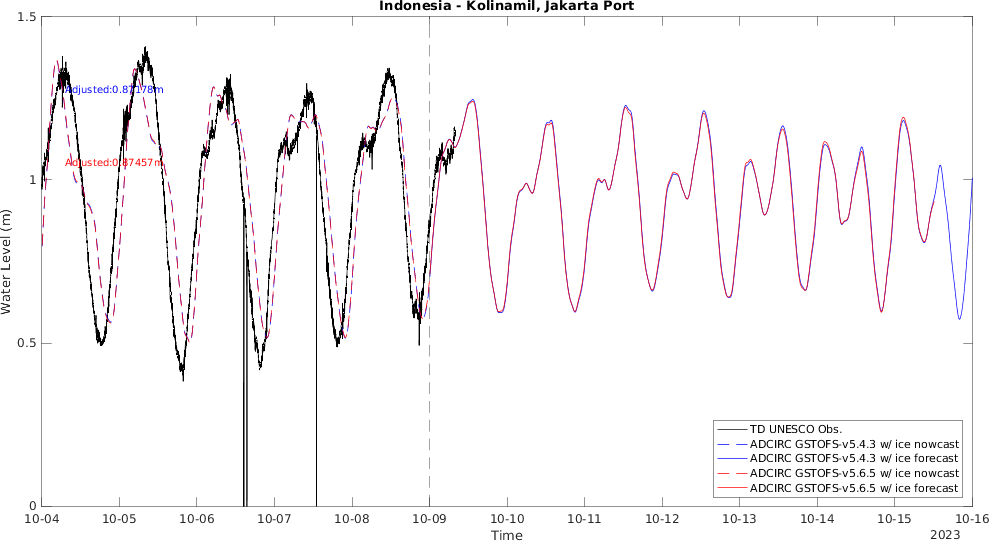 Indonesia - Kolinamil, Jakarta Port
1.5
Adjusted:0.87178m
Adjusted:0.87457m
1
Water Level (m)
0.5
TD UNESCO Obs.
ADCIRC GSTOFS-v5.4.3 w/ ice nowcast
ADCIRC GSTOFS-v5.4.3 w/ ice forecast
ADCIRC GSTOFS-v5.6.5 w/ ice nowcast
ADCIRC GSTOFS-v5.6.5 w/ ice forecast
0
10-04 10-05 10-06 10-07 10-08 10-09 10-10 10-11 10-12 10-13 10-14 10-15 10-16
Time 2023